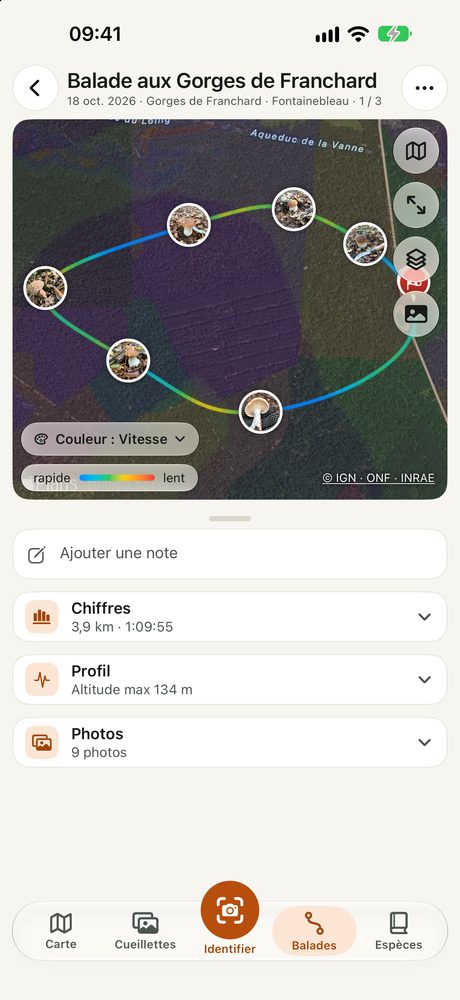 09:41
Balade aux Gorges de Franchard
18 oct. 2026 · Gorges de Franchard · Fontainebleau · 1 / 3
du Loing
Aqueduc de la Vanne
Couleur : Vitesse
rapide
lent
© IGN · ONF · INRAE
Ajouter une note
Chiffres
3,9 km · 1:09:55
Profil
Altitude max 134 m
Photos
9 photos
Carte
Cueillettes
Identifier
Balades
Espèces